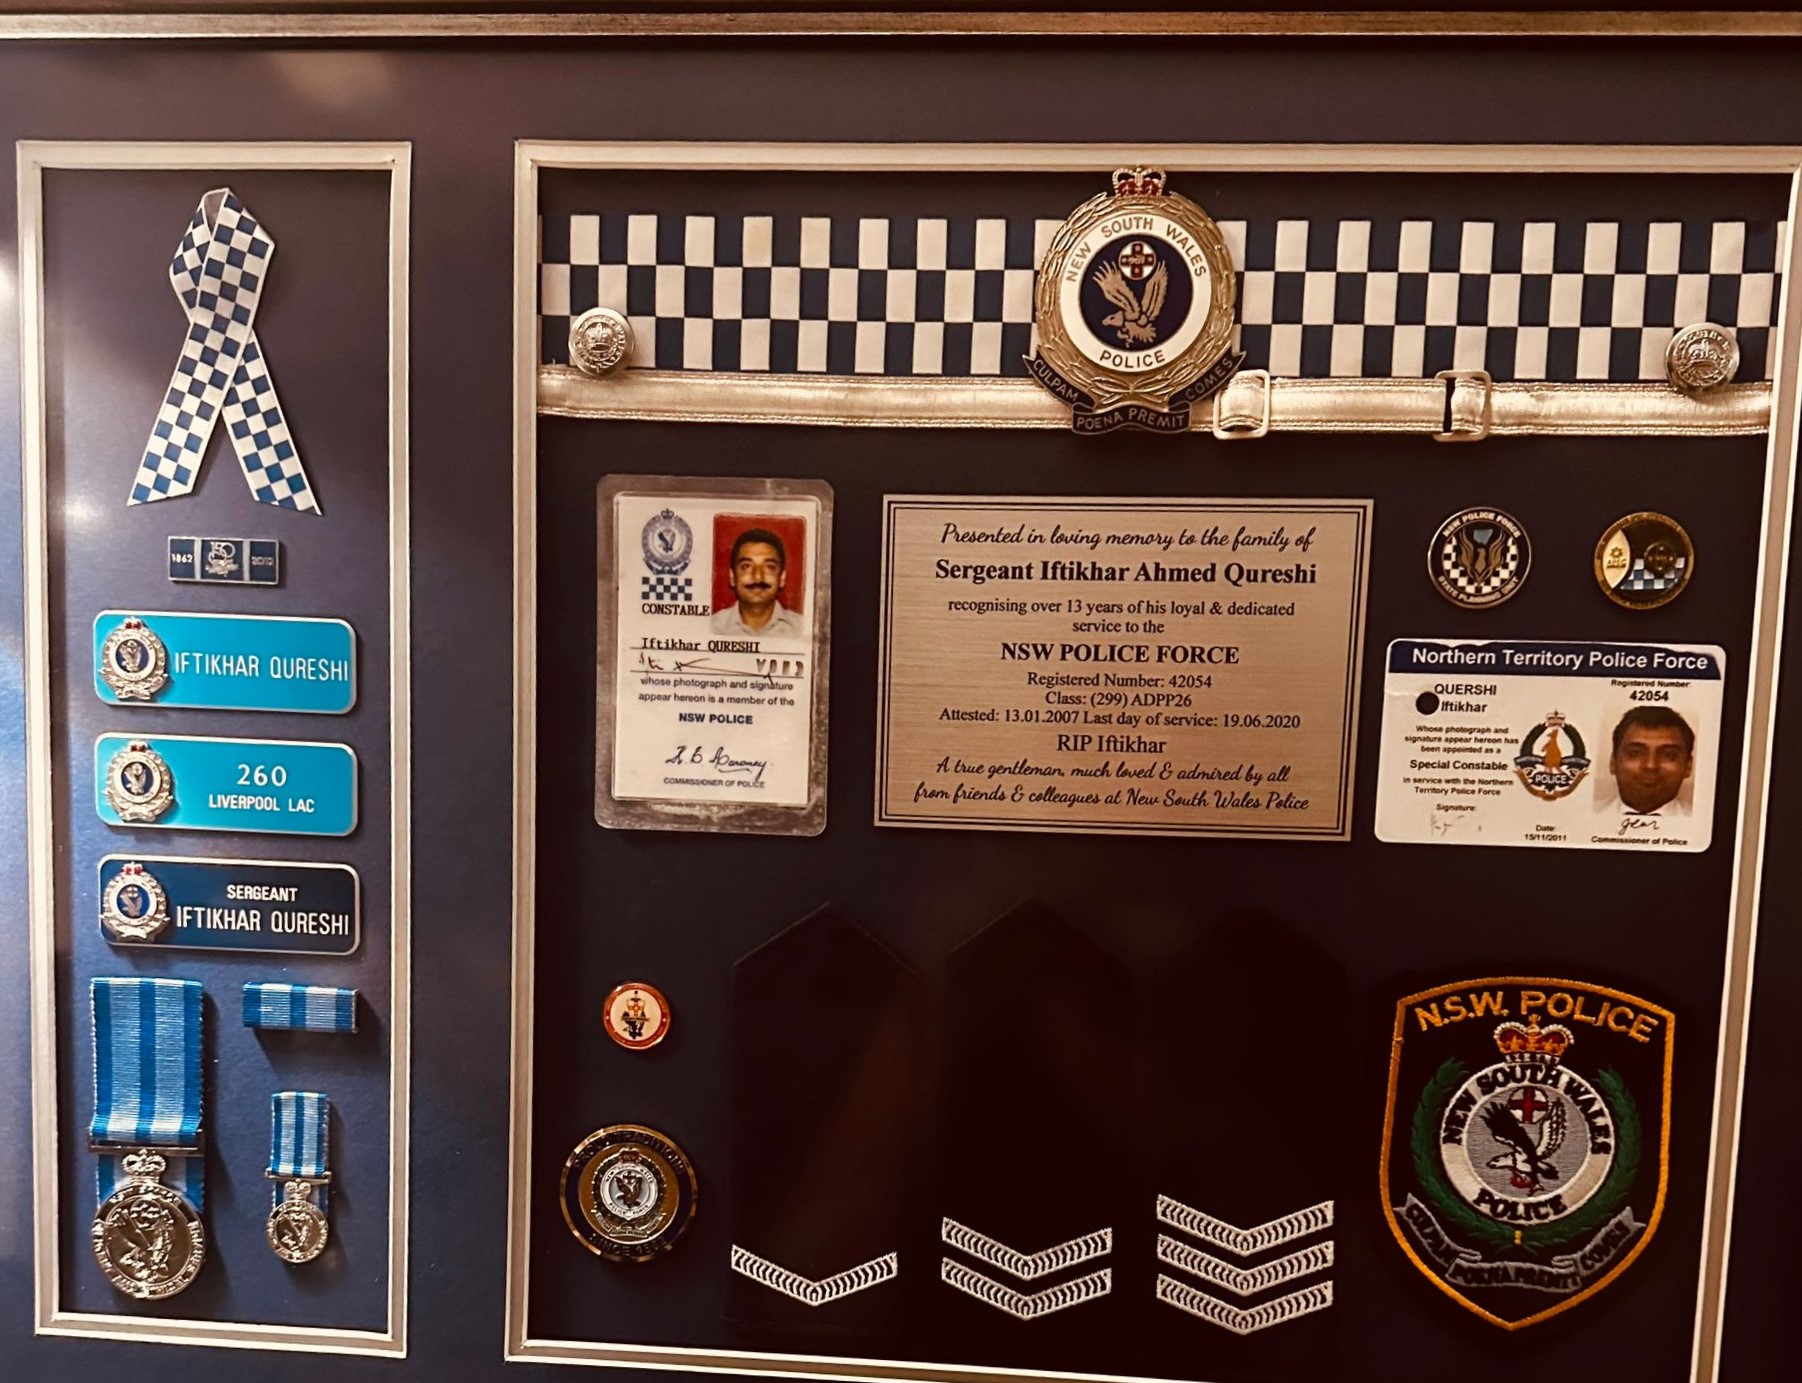 1862 150 2012
IFTIKHAR QURESHI
260
LIVERPOOL LAC
SERGEANT
IFTIKHAR QURESHI
NEW SOUTH WALES
POLICE
CULPAM POENA PREMIT COMES
CONSTABLE
Iftikhar QURESHI
whose photograph and signature
appear hereon is a member of the
NSW POLICE
COMMISSIONER OF POLICE
Presented in loving memory to the family of
Sergeant Iftikhar Ahmed Qureshi
recognising over 13 years of his loyal & dedicated
service to the
NSW POLICE FORCE
Registered Number: 42054
Class: (299) ADPP26
Attested: 13.01.2007 Last day of service: 19.06.2020
RIP Iftikhar
A true gentleman, much loved & admired by all
from friends & colleagues at New South Wales Police
NSW POLICE FORCE
STATE PLANNING UNIT
Northern Territory Police Force
QUERSHI
Iftikhar
Registered Number:
42054
Whose photograph and
signature appear hereon has
been appointed as a
Special Constable
in service with the Northern
Territory Police Force
Signature:
POLICE
Date:
15/11/2011
Commissioner of Police
N.S.W. POLICE
NEW SOUTH WALES
POLICE
CULPAM POENA PREMIT COMES